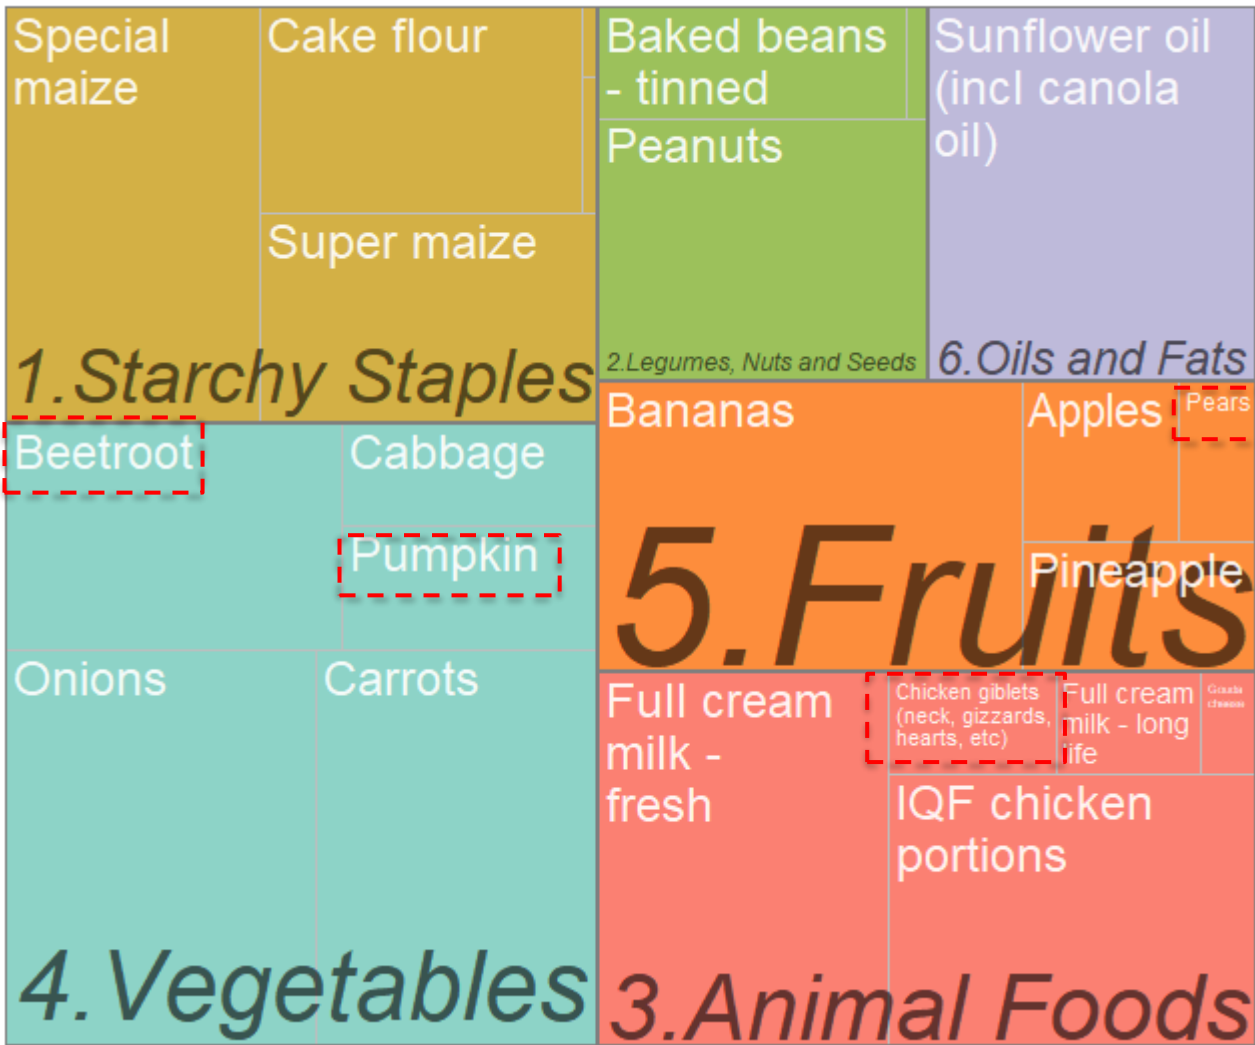 Special
maize
Cake flour
Super maize
1.Starchy Staples
Baked beans
- tinned
Peanuts
2.Legumes, Nuts and Seeds
Sunflower oil
(incl canola
oil)
6.Oils and Fats
Beetroot
Cabbage
Pumpkin
Onions
Carrots
4.Vegetables
Bananas
Apples
Pears
Pineapple
5.Fruits
Full cream
milk -
fresh
Chicken giblets
(neck, gizzards,
hearts, etc)
Full cream
milk - long
life
Gouda
cheese
IQF chicken
portions
3.Animal Foods